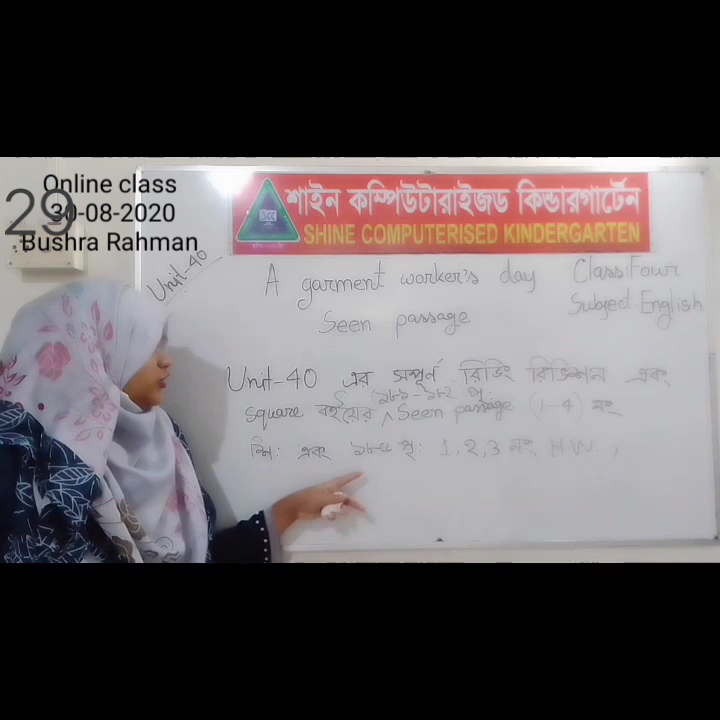 Online class
29
30-08-2020
Bushra Rahman
শাইন কম্পিউটারাইজড কিন্ডারগার্টেন
SHINE COMPUTERISED KINDERGARTEN
Unit-40
A garment worker's day
Class: Four
Seen passage
Subject: English
Unit-40 এর সম্পূর্ন রিডিং রিভিশন এবং
১৮১-১৮২ পৃ:
square বইয়ের Seen passage (1-4) নং
শি: এবং পৃ: 1, 2, 3 নং H.W.,